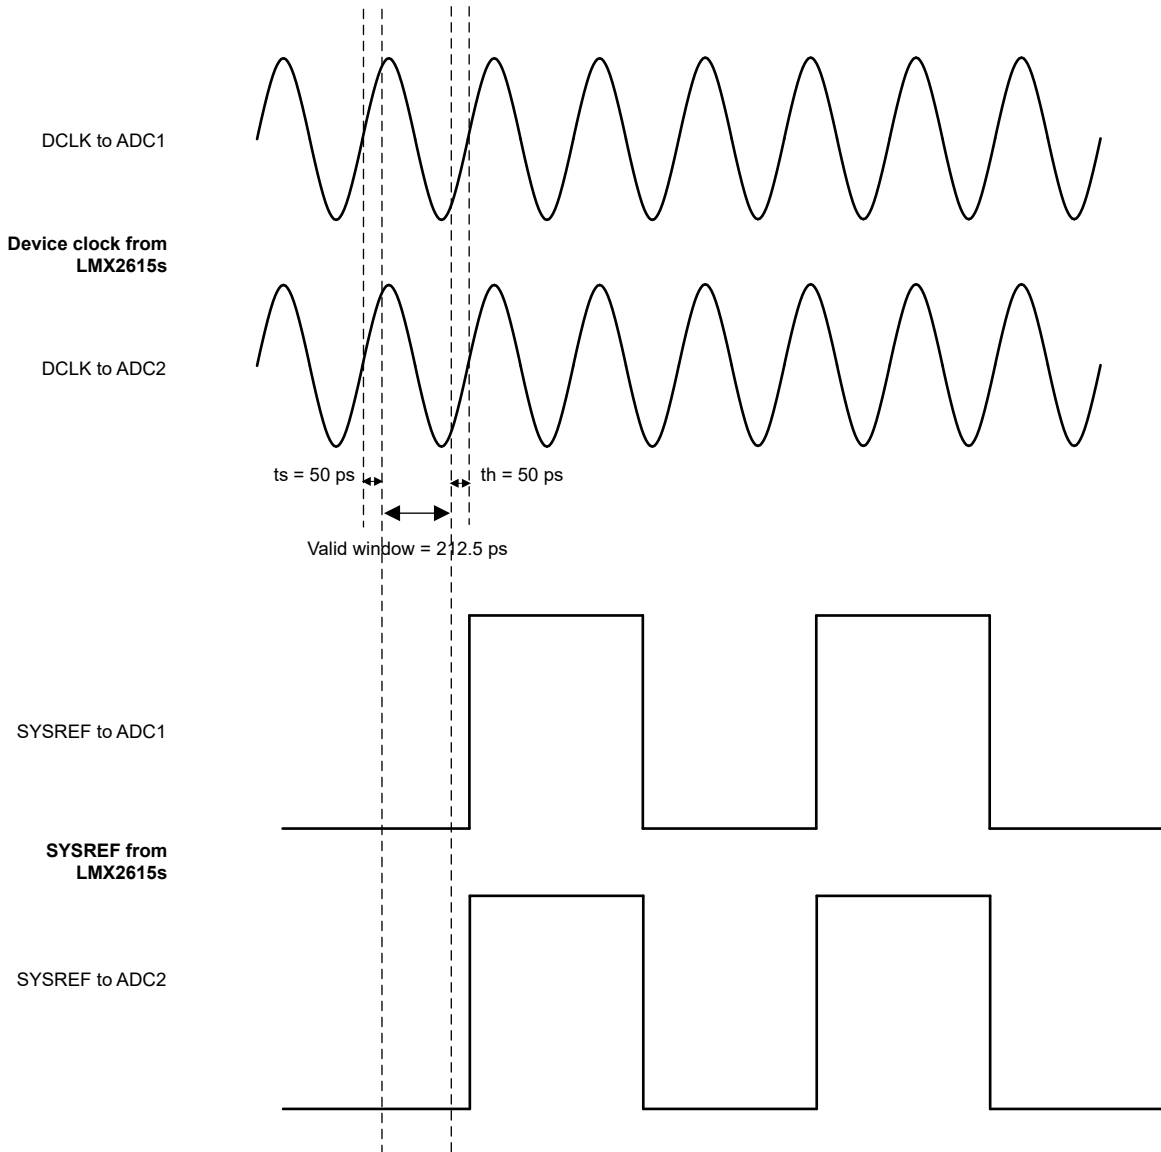 DCLK to ADC1
Device clock from
LMX2615s
DCLK to ADC2
ts = 50 ps
th = 50 ps
Valid window = 212.5 ps
SYSREF to ADC1
SYSREF from
LMX2615s
SYSREF to ADC2